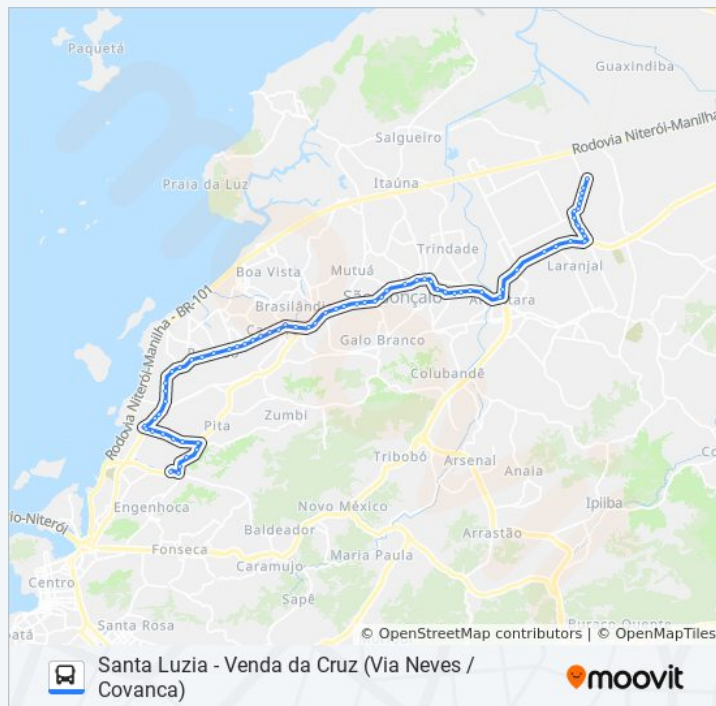 Paquetá
Guaxindiba
Salgueiro
Rodovia Niterói-Manilha
Itaúna
Praia da Luz
Trindade
Laranjal
Boa Vista
Mutuá
Brasilândia
São Gonçalo
Rodovia Niterói-Manilha - BR-101
Galo Branco
Colubandê
Pita
Zumbi
Tribobó
Arsenal
Anaia
Ipiiba
Engenhoca
Novo México
Baldeador
Arrastão
Fonseca
Maria Paula
Caramujo
Centro
Sapê
Santa Rosa
© OpenStreetMap contributors | © OpenMapTiles
Santa Luzia - Venda da Cruz (Via Neves /
Covanca)
moovit